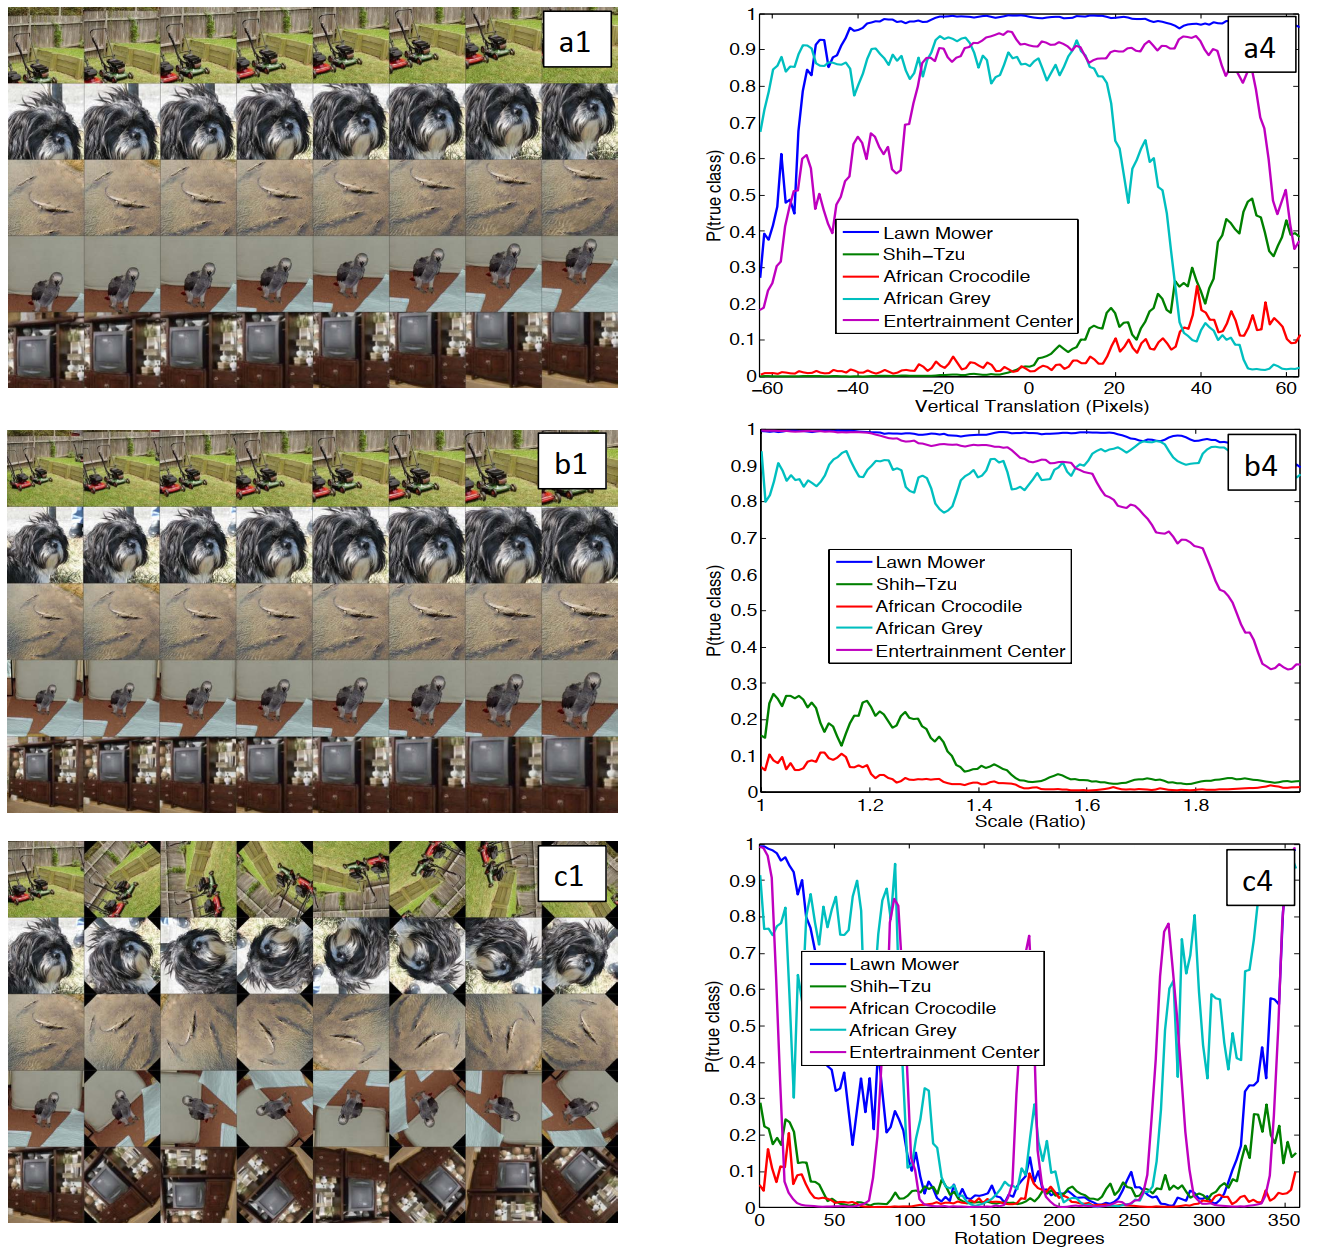 a1
a4
P(true class)
1
0.9
0.8
0.7
0.6
0.5
0.4
0.3
0.2
0.1
0
Lawn Mower
Shih−Tzu
African Crocodile
African Grey
Entertrainment Center
−60 −40 −20 0 20 40 60
Vertical Translation (Pixels)
b1
b4
P(true class)
1
0.9
0.8
0.7
0.6
0.5
0.4
0.3
0.2
0.1
0
Lawn Mower
Shih−Tzu
African Crocodile
African Grey
Entertrainment Center
1 1.2 1.4 1.6 1.8
Scale (Ratio)
c1
c4
P(true class)
1
0.9
0.8
0.7
0.6
0.5
0.4
0.3
0.2
0.1
0
Lawn Mower
Shih−Tzu
African Crocodile
African Grey
Entertrainment Center
0 50 100 150 200 250 300 350
Rotation Degrees